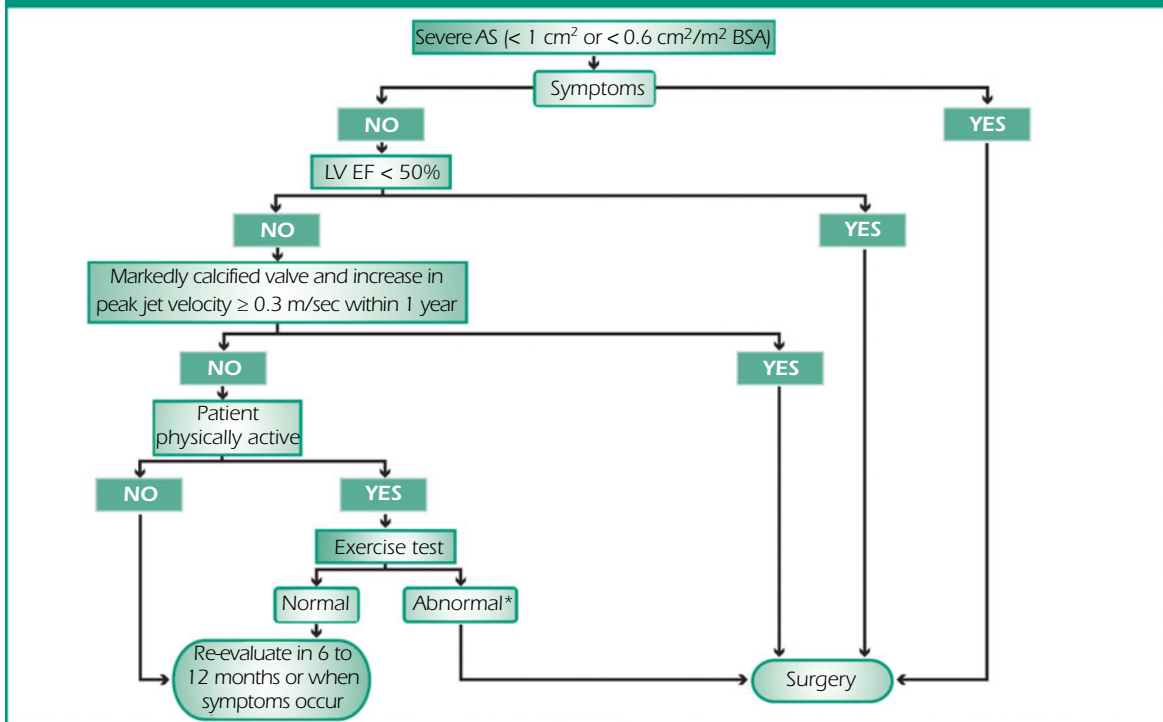 Severe AS (< 1 cm² or < 0.6 cm²/m² BSA)
Symptoms
NO
YES
LV EF < 50%
NO
YES
Markedly calcified valve and increase in
peak jet velocity ≥ 0.3 m/sec within 1 year
NO
YES
Patient
physically active
NO
YES
Exercise test
Normal
Abnormal*
Re-evaluate in 6 to
12 months or when
symptoms occur
Surgery